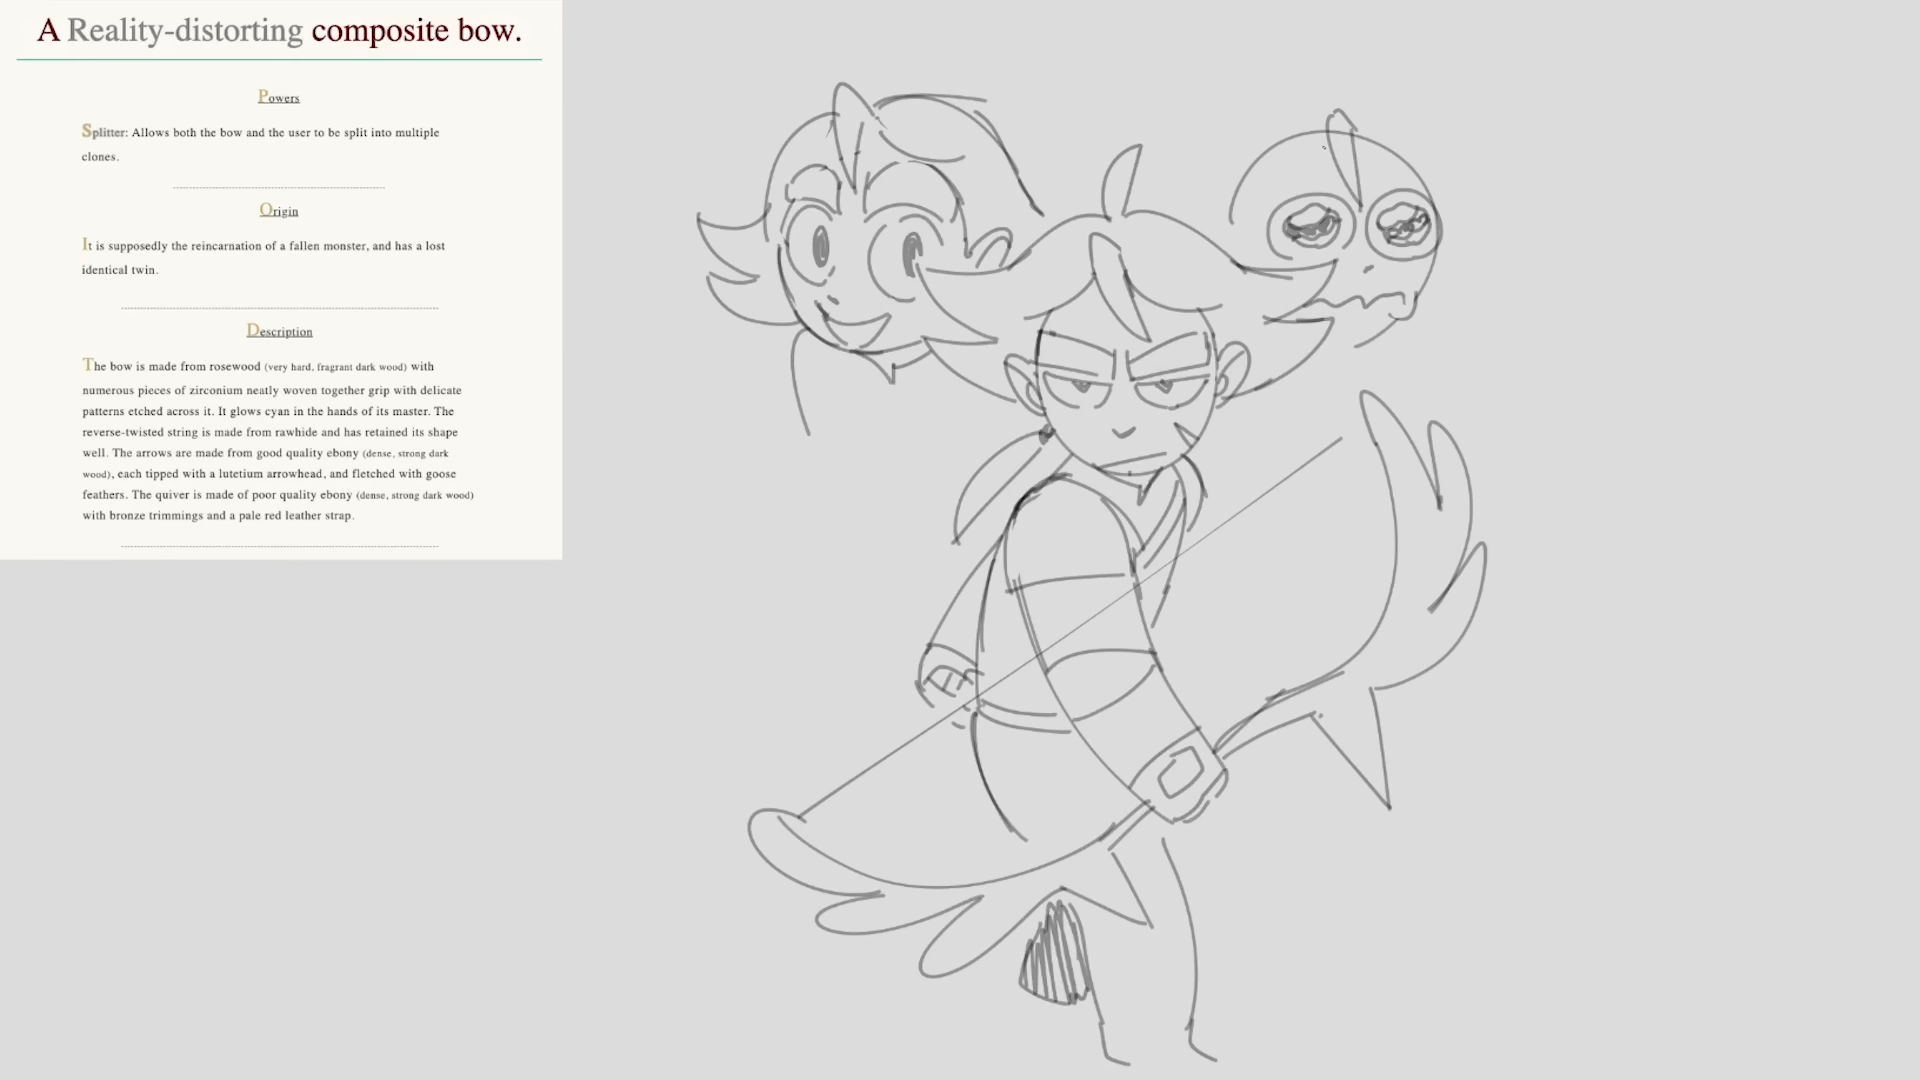 A Reality-distorting composite bow.
Powers
Splitter: Allows both the bow and the user to be split into multiple
clones.
Origin
It is supposedly the reincarnation of a fallen monster, and has a lost
identical twin.
Description
The bow is made from rosewood (very hard, fragrant dark wood) with
numerous pieces of zirconium neatly woven together grip with delicate
patterns etched across it. It glows cyan in the hands of its master. The
reverse-twisted string is made from rawhide and has retained its shape
well. The arrows are made from good quality ebony (dense, strong dark
wood), each tipped with a lutetium arrowhead, and fletched with goose
feathers. The quiver is made of poor quality ebony (dense, strong dark wood)
with bronze trimmings and a pale red leather strap.